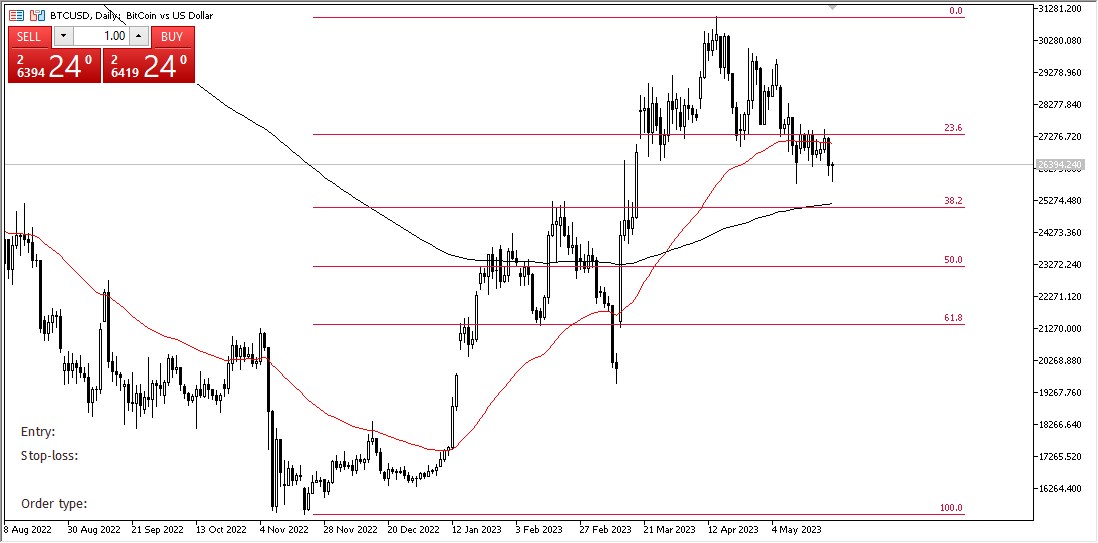 BTCUSD, Daily: BitCoin vs US Dollar
SELL 1.00 BUY
2 6394 24 0
2 6419 24 0
0.0
23.6
38.2
50.0
61.8
100.0
31281.200
30280.080
29278.960
28277.840
27276.720
26394.240
25274.480
24273.360
23272.240
22271.120
21270.000
20268.880
19267.760
18266.640
17265.520
16264.400
Entry:
Stop-loss:
Order type:
8 Aug 2022 30 Aug 2022 21 Sep 2022 13 Oct 2022 4 Nov 2022 28 Nov 2022 20 Dec 2022 12 Jan 2023 3 Feb 2023 27 Feb 2023 21 Mar 2023 12 Apr 2023 4 May 2023